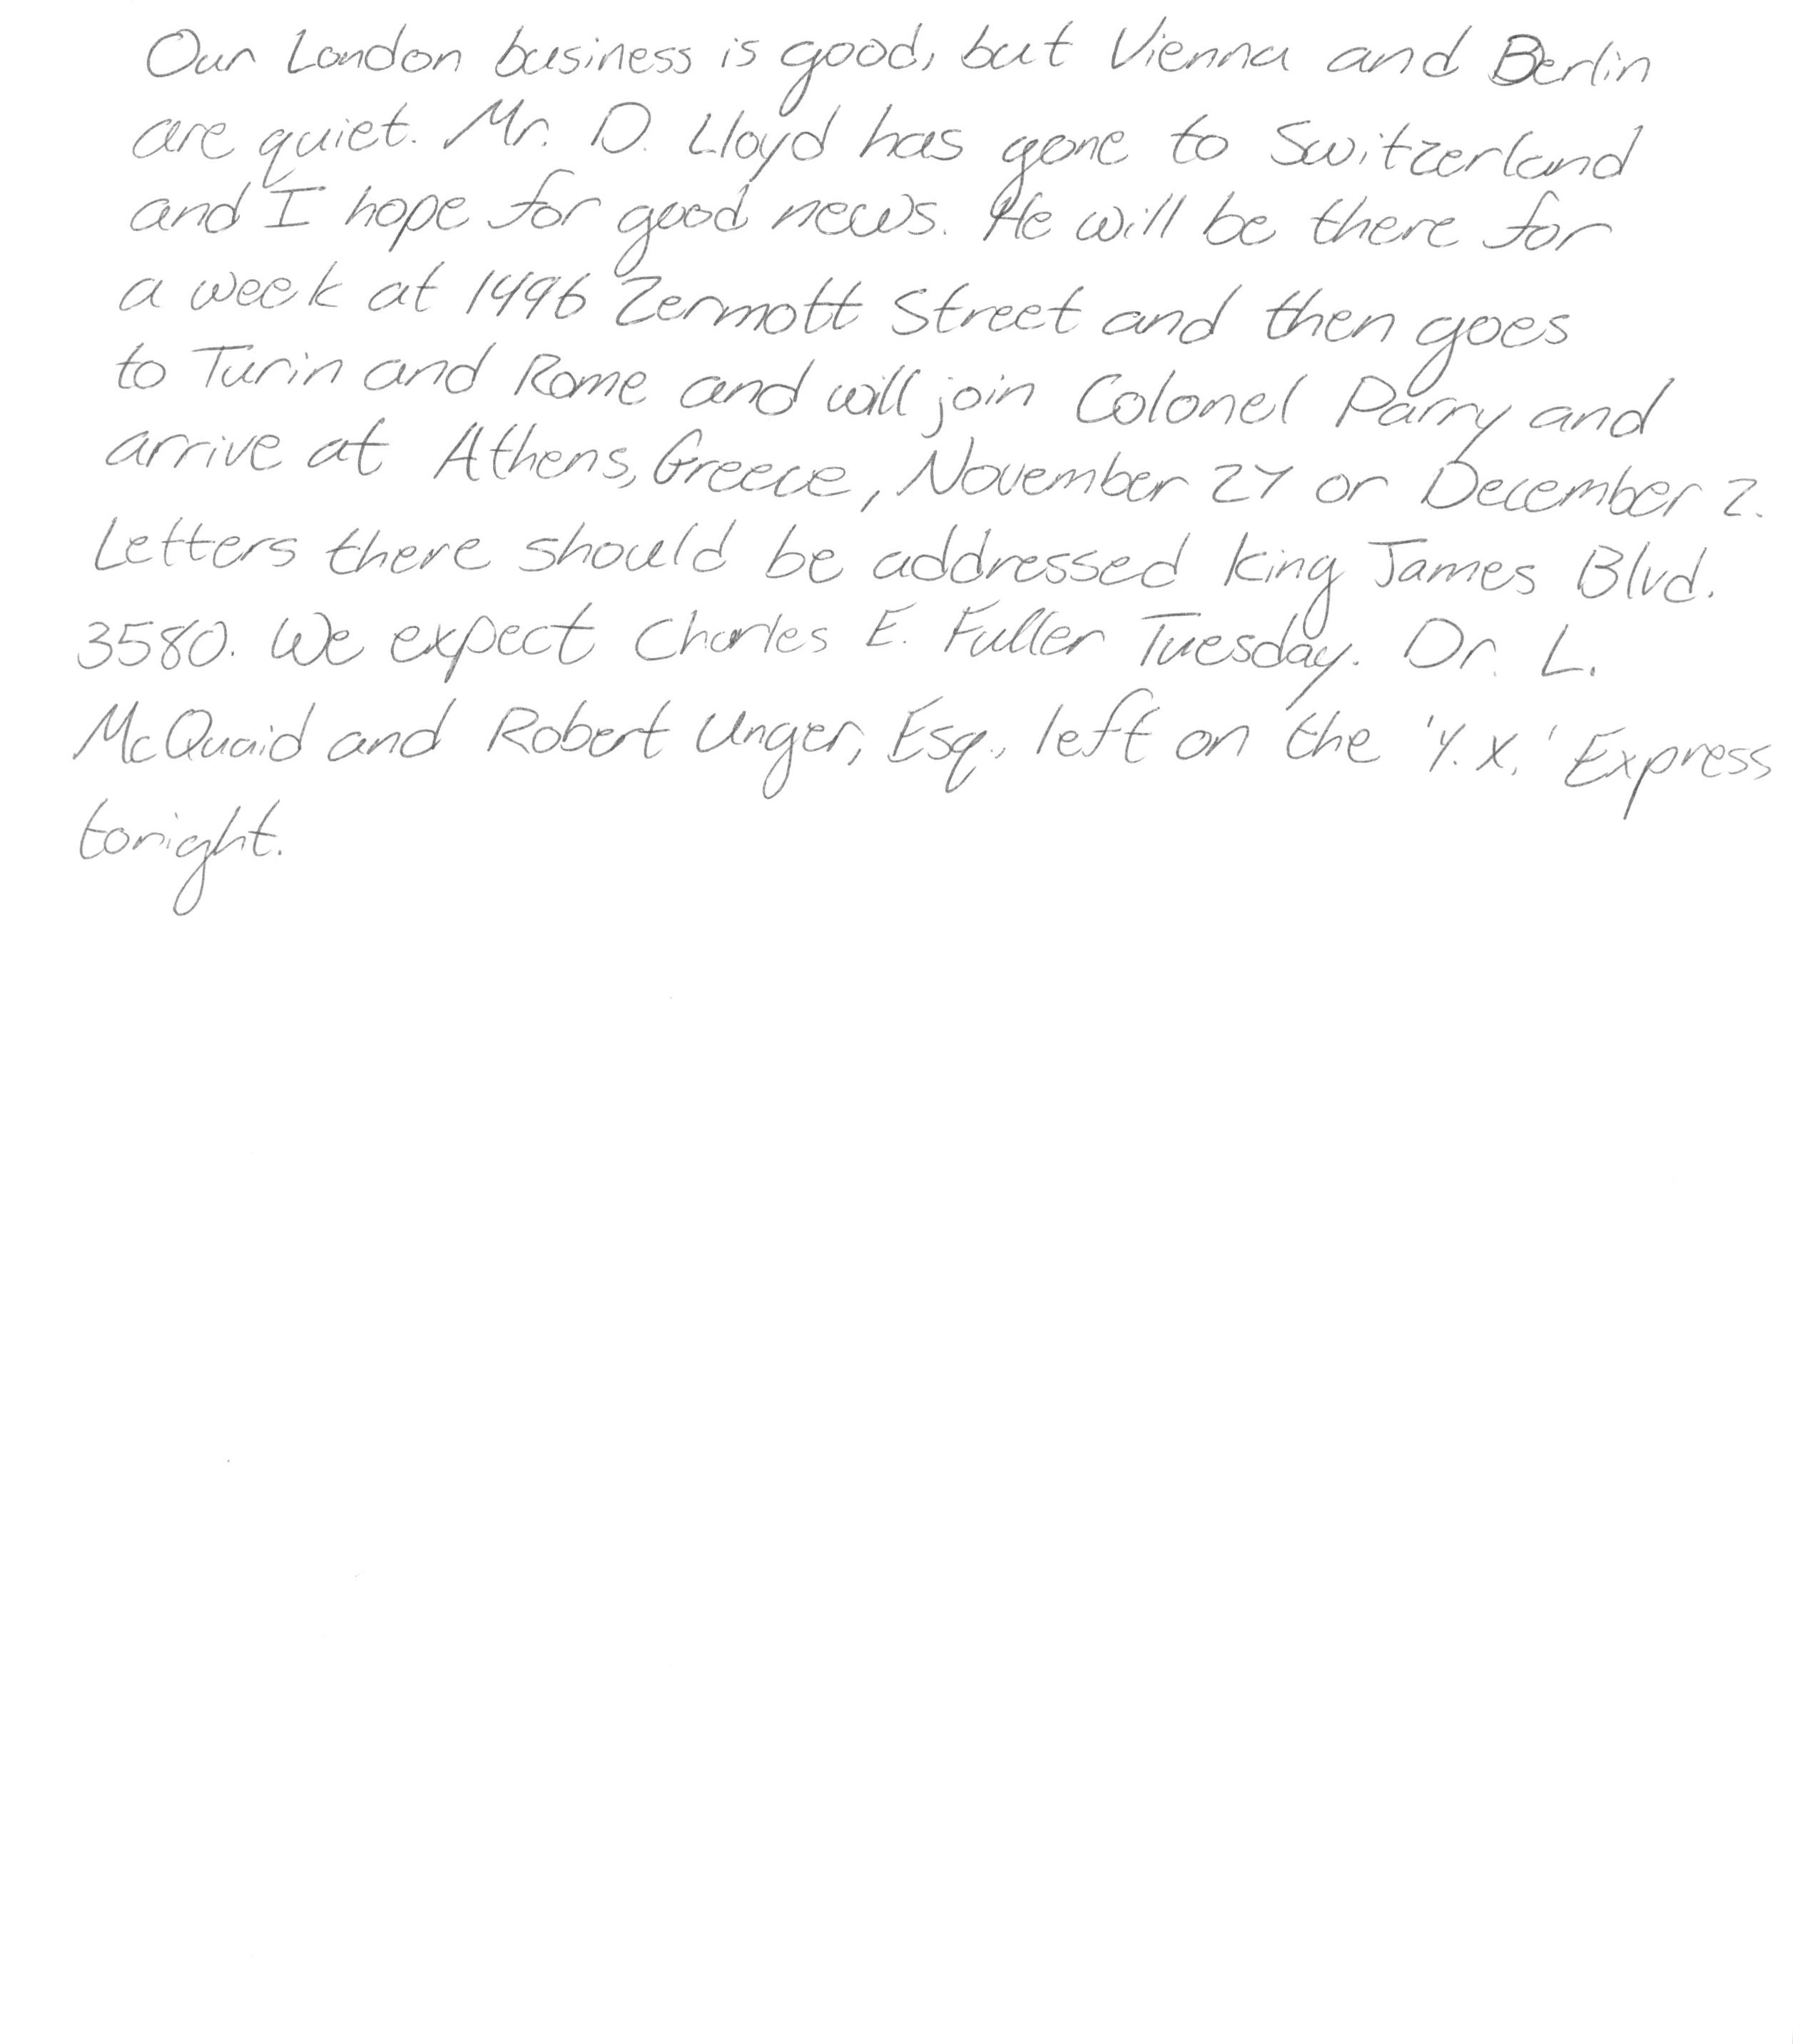 Our London business is good, but Vienna and Berlin
are quiet. Mr. D. Lloyd has gone to Switzerland
and I hope for good news. He will be there for
a week at 1496 Zermott Street and then goes
to Turin and Rome and will join Colonel Parry and
arrive at Athens, Greece, November 27 or December 2.
Letters there should be addressed King James Blvd.
3580. We expect Charles E. Fuller Tuesday. Dr. L.
McQuaid and Robert Unger, Esq., left on the 'Y.X.' Express
tonight.